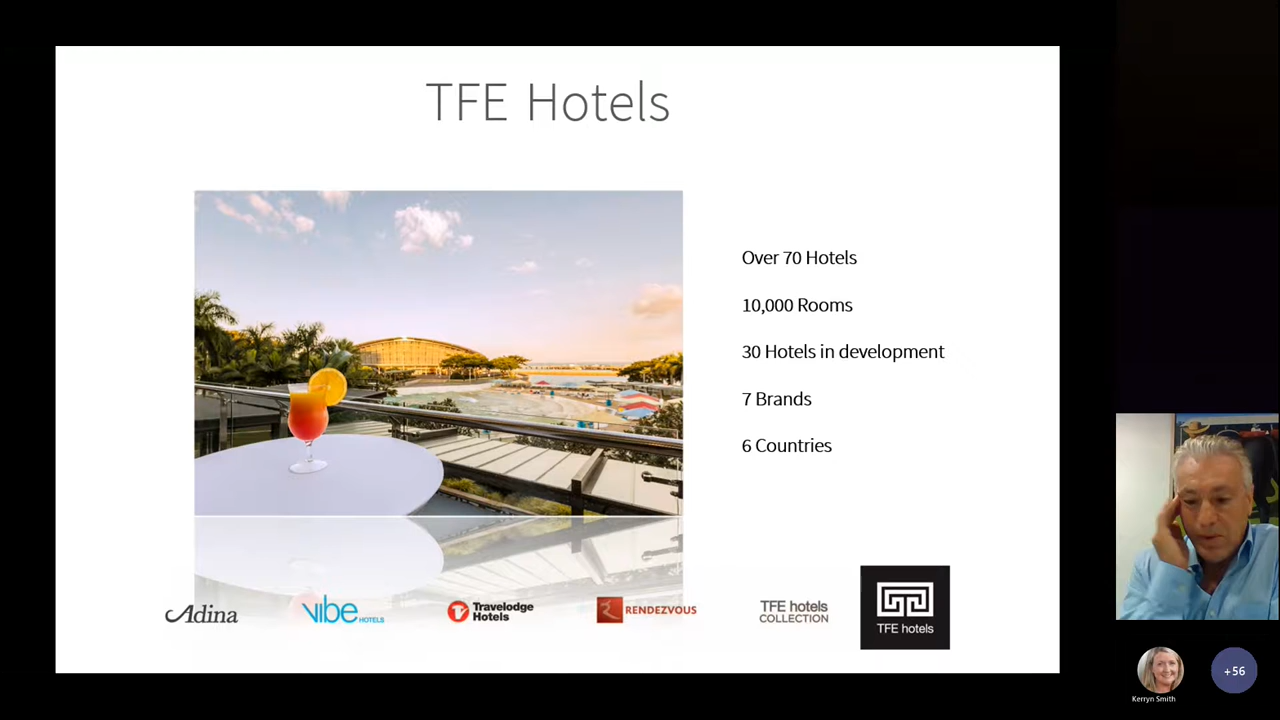 TFE Hotels
Over 70 Hotels
10,000 Rooms
30 Hotels in development
7 Brands
6 Countries
Adina
vibe HOTELS
Travelodge
Hotels
RENDEZVOUS
TFE hotels
COLLECTION
TFE hotels
Kerryn Smith
+56